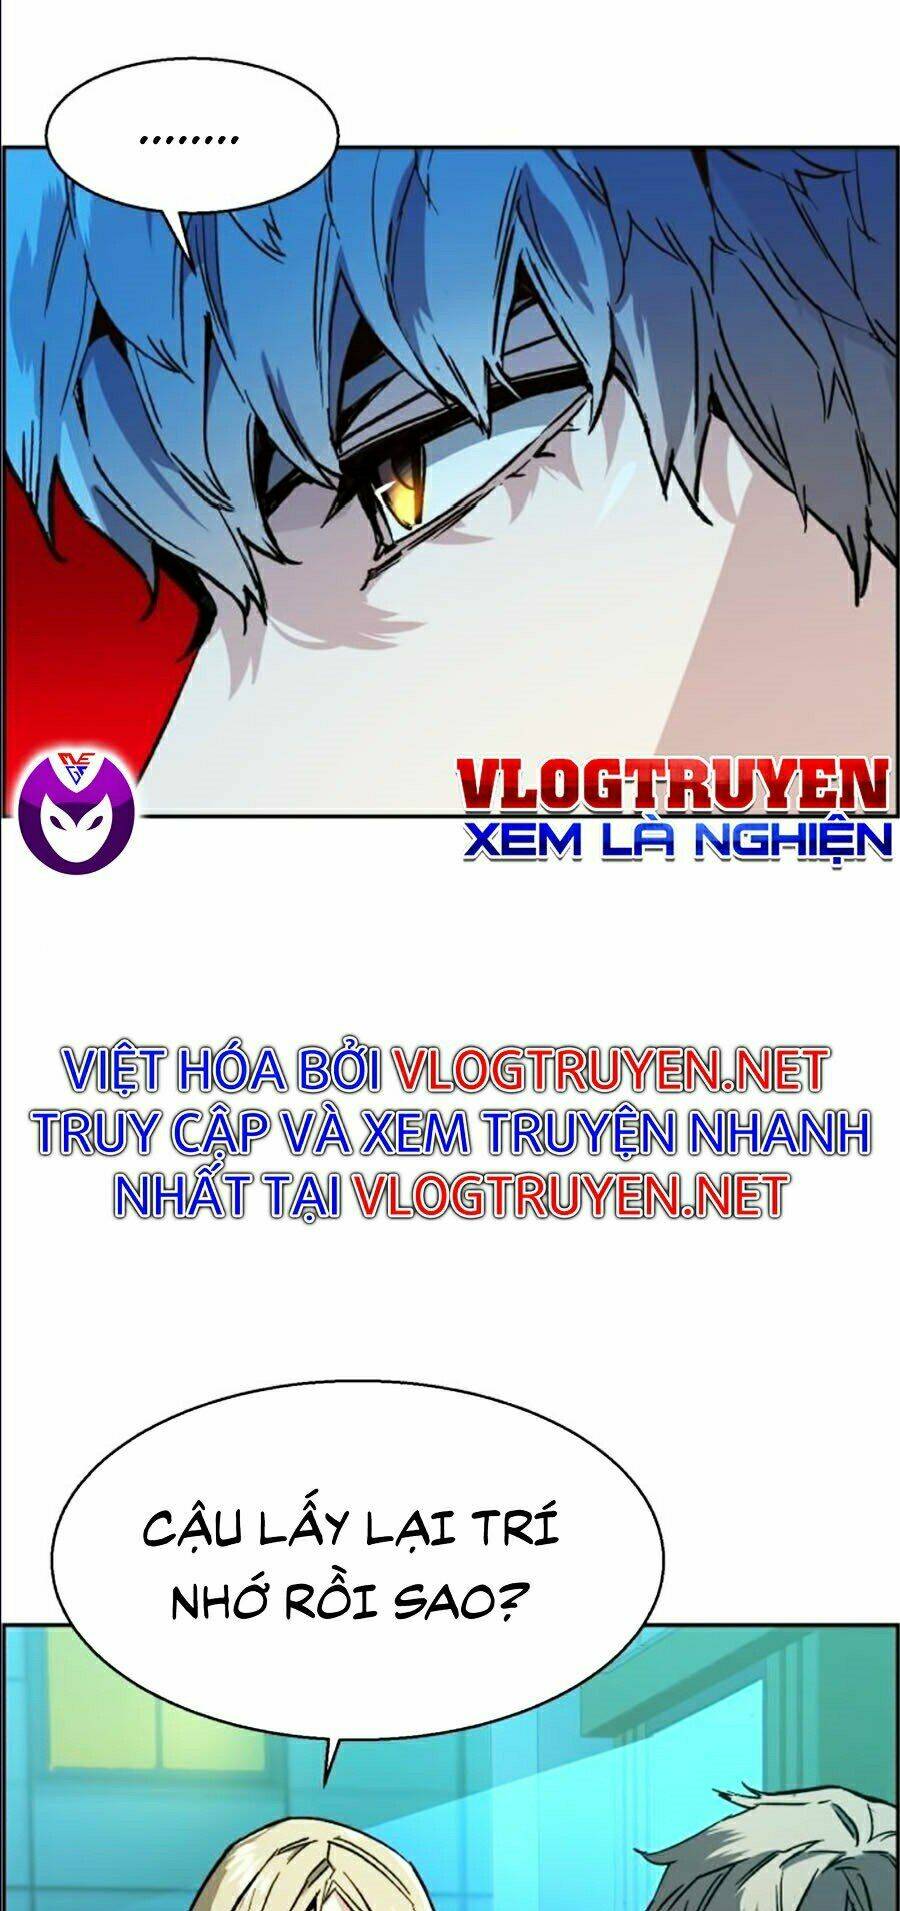 ........
VLOGTRUYEN
XEM LÀ NGHIỆN
VIỆT HÓA BỞI VLOGTRUYEN.NET
TRUY CẬP VÀ XEM TRUYỆN NHANH
NHẤT TẠI VLOGTRUYEN.NET
CẬU LẤY LẠI TRÍ
NHỚ RỒI SAO?